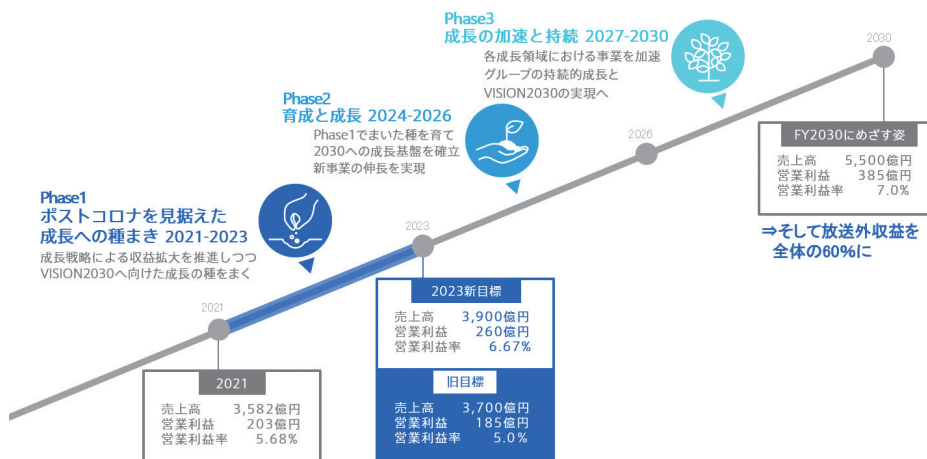 Phase3
成長の加速と持続 2027-2030
各成長領域における事業を加速
グループの持続的成長と
VISION2030の実現へ
2030
Phase2
育成と成長 2024-2026
Phase1でまいた種を育て
2030への成長基盤を確立
新事業の伸長を実現
2026
FY2030にめざす姿
売上高 5,500億円
営業利益 385億円
営業利益率 7.0%
⇒そして放送外収益を
全体の60%に
Phase1
ポストコロナを見据えた
成長への種まき 2021-2023
成長戦略による収益拡大を推進しつつ
VISION2030へ向けた成長の種をまく
2023
2023新目標
売上高 3,900億円
営業利益 260億円
営業利益率 6.67%
旧目標
売上高 3,700億円
営業利益 185億円
営業利益率 5.0%
2021
2021
売上高 3,582億円
営業利益 203億円
営業利益率 5.68%